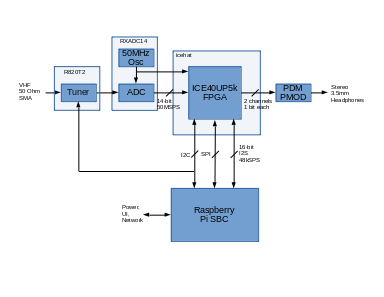 RXADC14
50MHz
Osc
icehat
R820T2
VHF
50 Ohm
SMA
Tuner
ADC
14-bit
50MSPS
ICE40UP5k
FPGA
2 channels
1 bit each
PDM
PMOD
Stereo
3.5mm
Headphones
I2C
SPI
16-bit
I2S
48kSPS
Power,
UI,
Network
Raspberry
Pi SBC